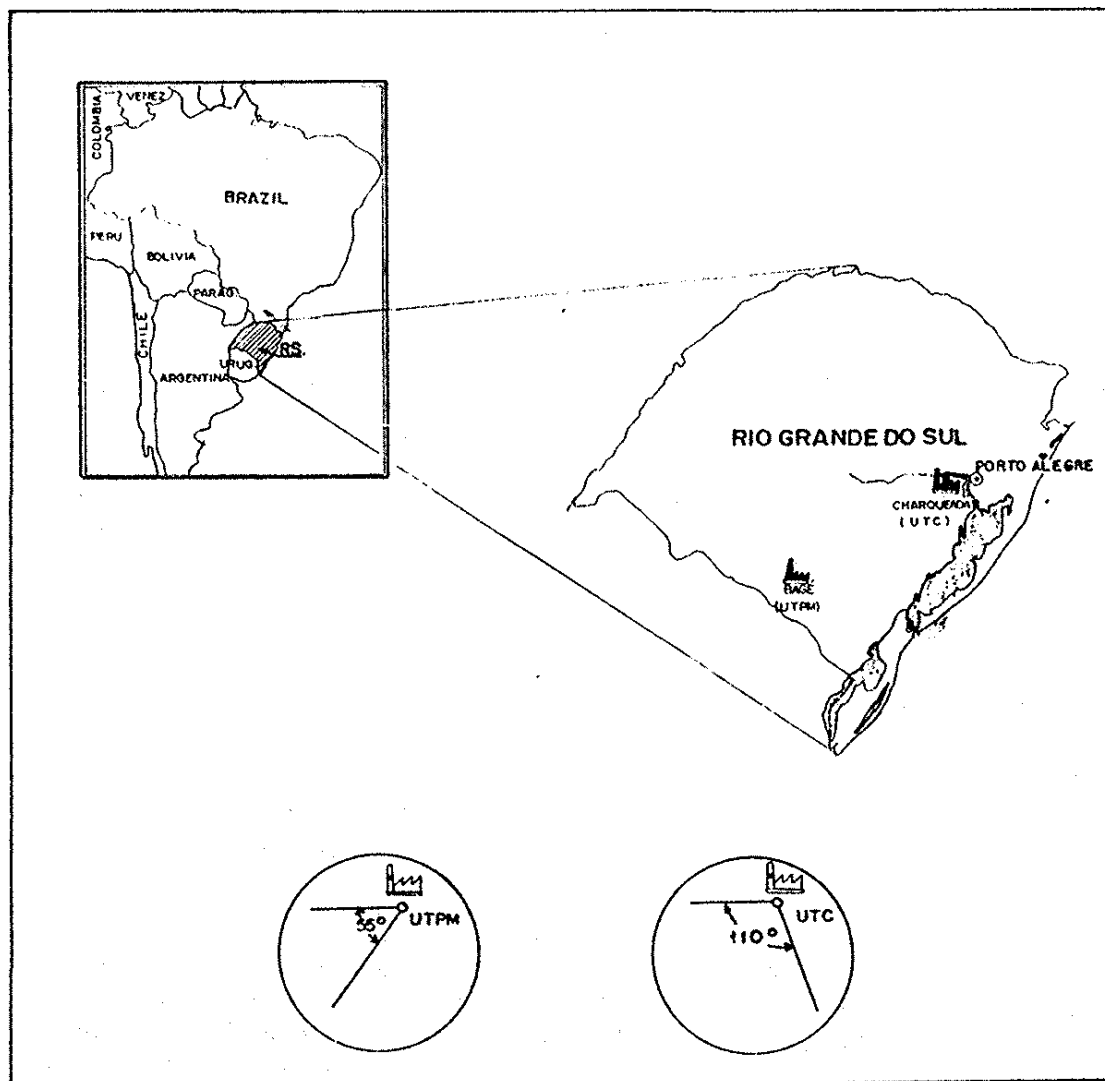 COLOMBIA
VENEZ
BRAZIL
PERU
BOLIVIA
PARAG.
CHILE
RS.
URUG.
ARGENTINA
RIO GRANDE DO SUL
PORTO ALEGRE
CHARQUEADA
(UTC)
BAGE
(UTPM)
55°
UTPM
110°
UTC